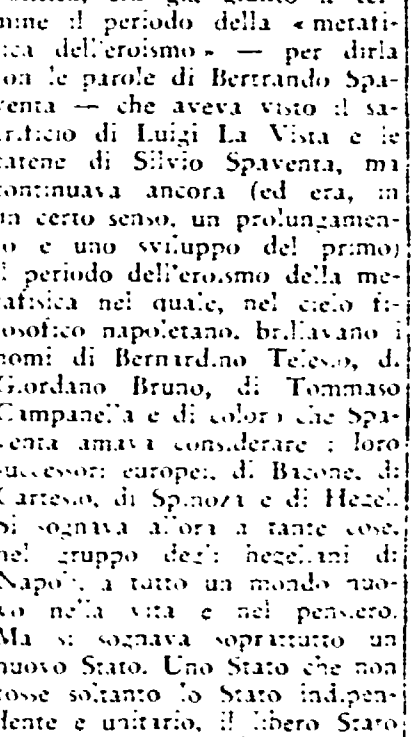 mine il periodo della « metafi-
sica dell'eroismo » — per dirla
con le parole di Bertrando Spa-
venta — che aveva visto il sa-
crificio di Luigi La Vista e le
catene di Silvio Spaventa, ma
continuava ancora (ed era, in
un certo senso, un prolungamen-
to e uno sviluppo del primo)
il periodo dell'eroismo della me-
tafisica nel quale, nel cielo fi-
losofico napoletano, brillavano i
nomi di Bernardino Telesio, di
Giordano Bruno, di Tommaso
Campanella e di coloro che Spa-
venta amava considerare i loro
successori europei, di Bacone, di
Cartesio, di Spinoza e di Hegel.
Si sognava allora a tante cose,
nel gruppo degli hegeliani di
Napoli, a tutto un mondo nuo-
vo nella vita e nel pensiero.
Ma si sognava soprattutto un
nuovo Stato. Uno Stato che non
fosse soltanto lo Stato indipen-
dente e unitario, il libero Stato